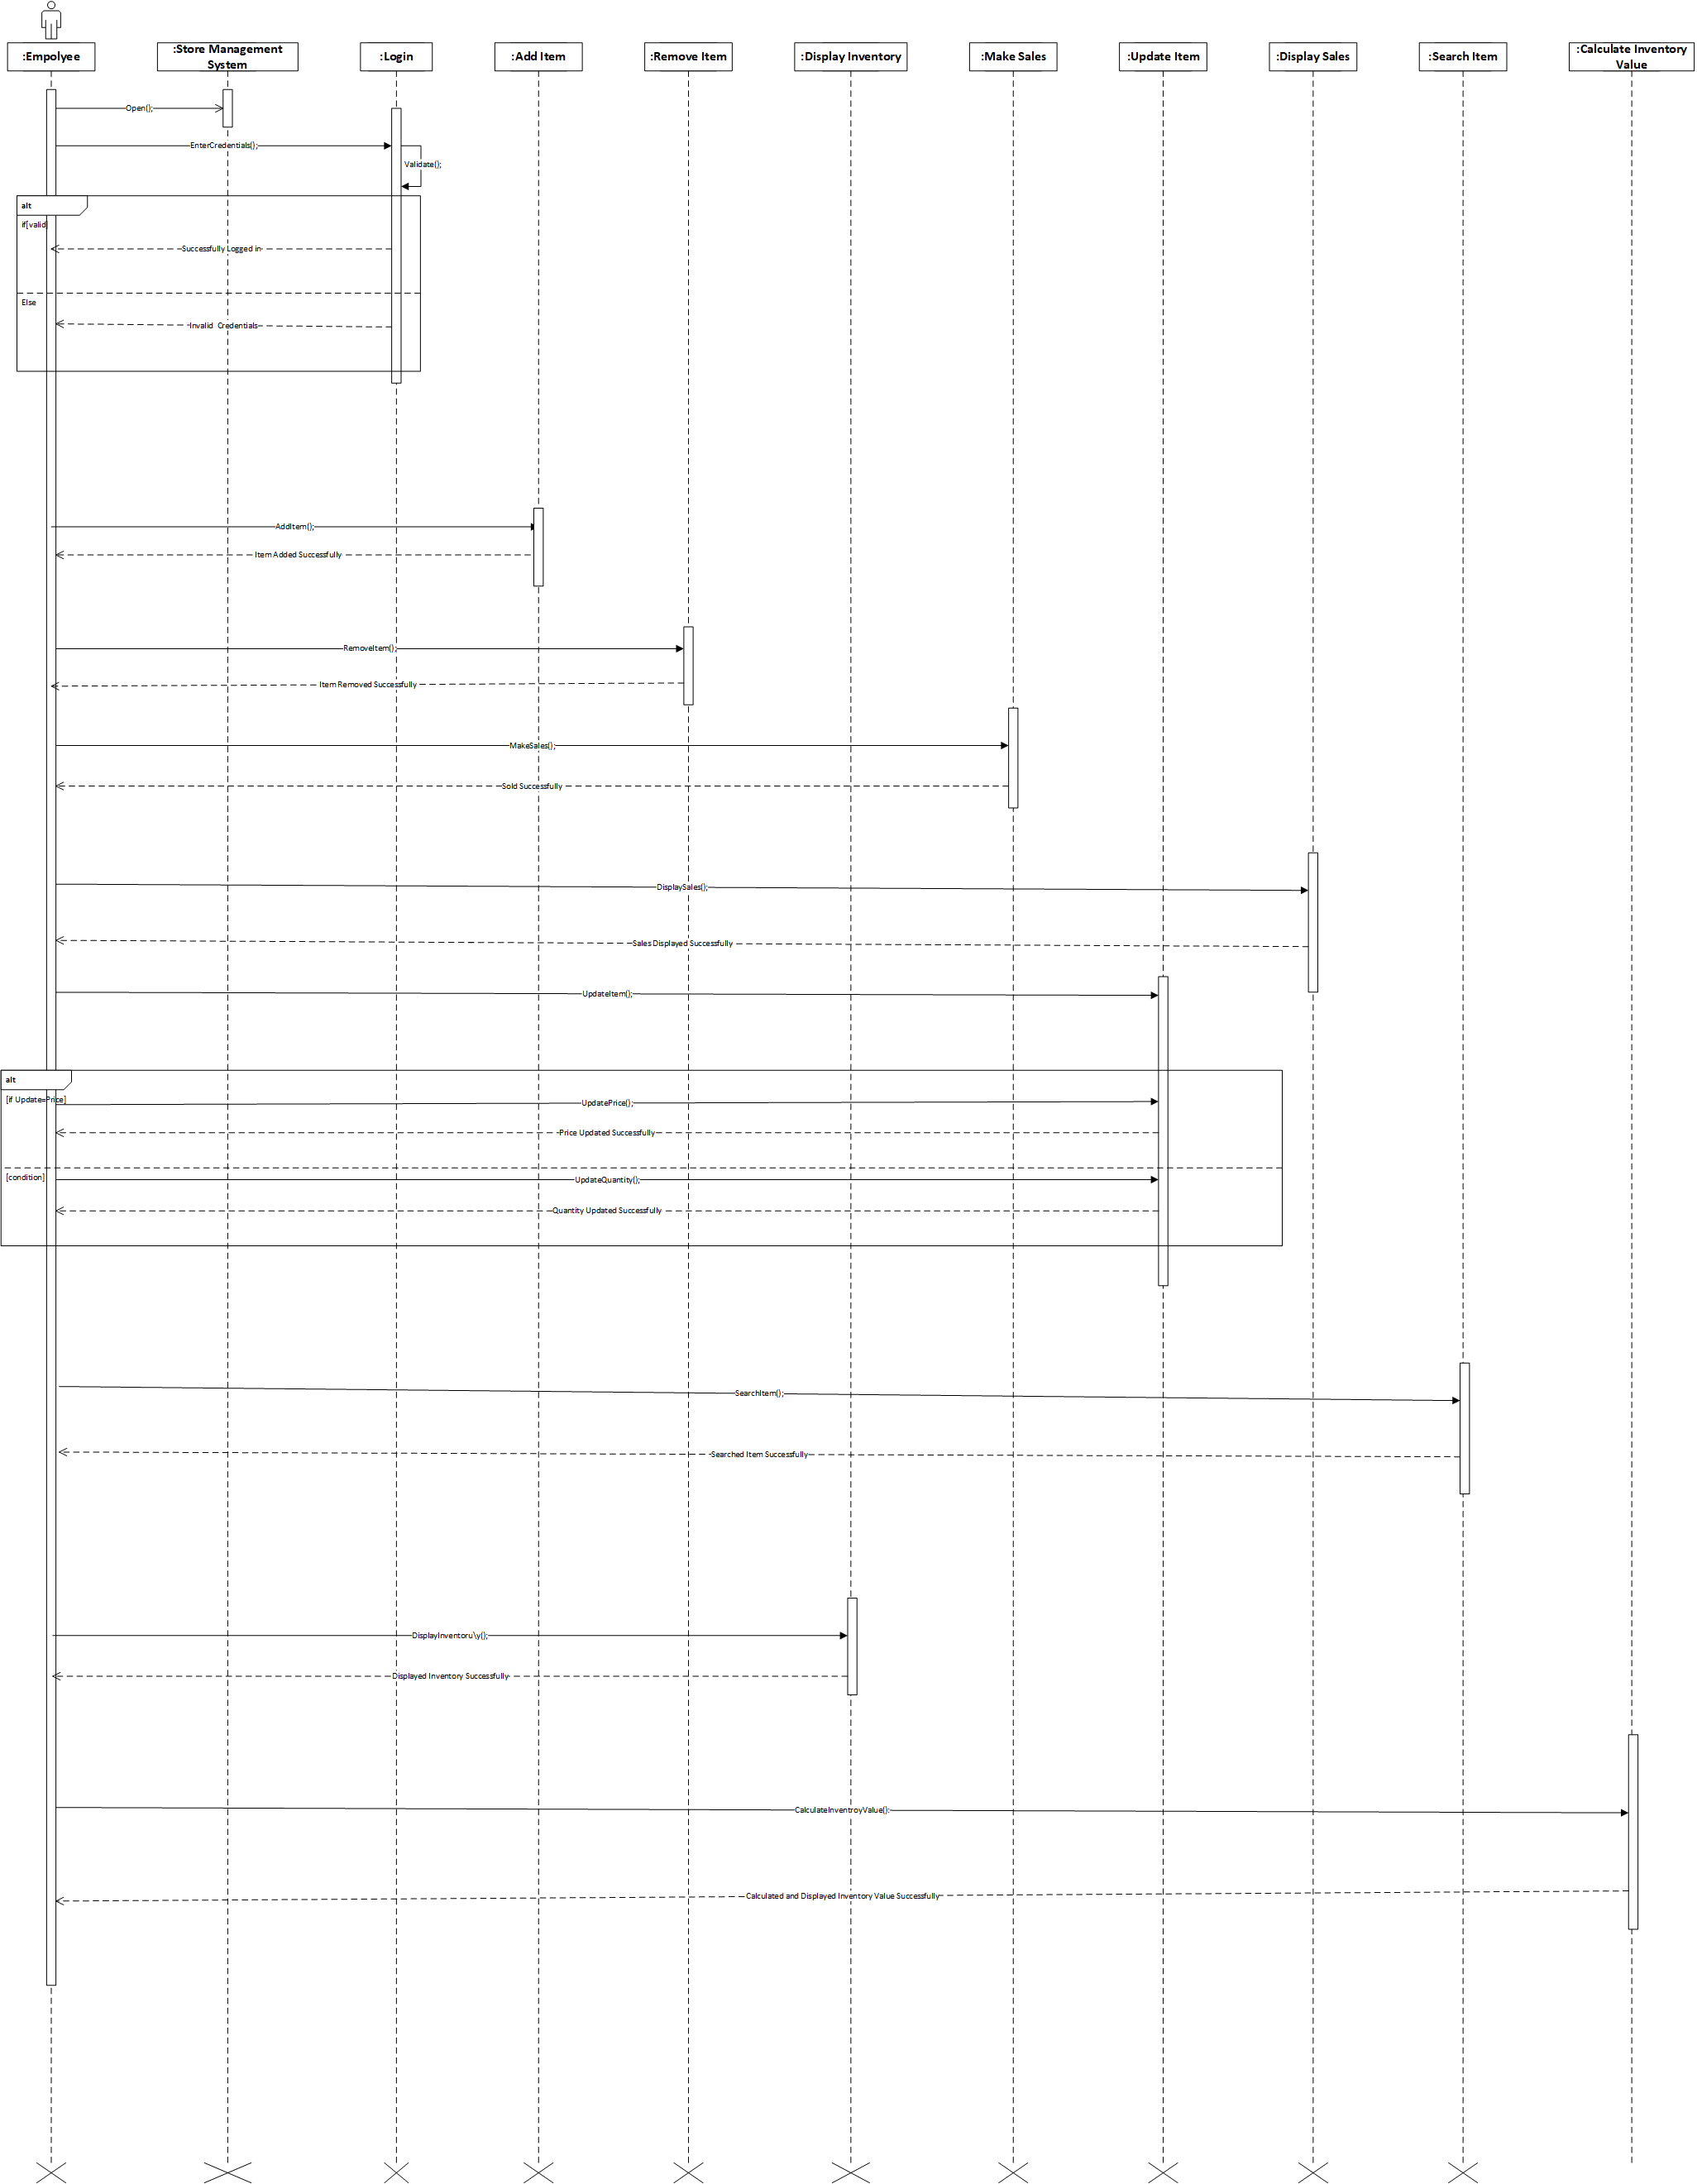 :Empolyee
:Store Management
System
:Login
:Add Item
:Remove Item
:Display Inventory
:Make Sales
:Update Item
:Display Sales
:Search Item
:Calculate Inventory
Value
Open();
EnterCredentials();
Validate();
alt
if[valid]
Successfully Logged in
Else
Invalid  Credentials
AddItem();
Item Added Successfully
RemoveItem();
Item Removed Successfully
MakeSales();
Sold Successfully
DisplaySales();
Sales Displayed Successfully
UpdateItem();
alt
[if Update=Price]
UpdatePrice();
Price Updated Successfully
[condition]
UpdateQuantity();
Quantity Updated Successfully
SearchItem();
Searched Item Successfully
DisplayInventoru\y();
Displayed Inventory Successfully
CalculateInventroyValue():
Calculated and Displayed Inventory Value Successfully